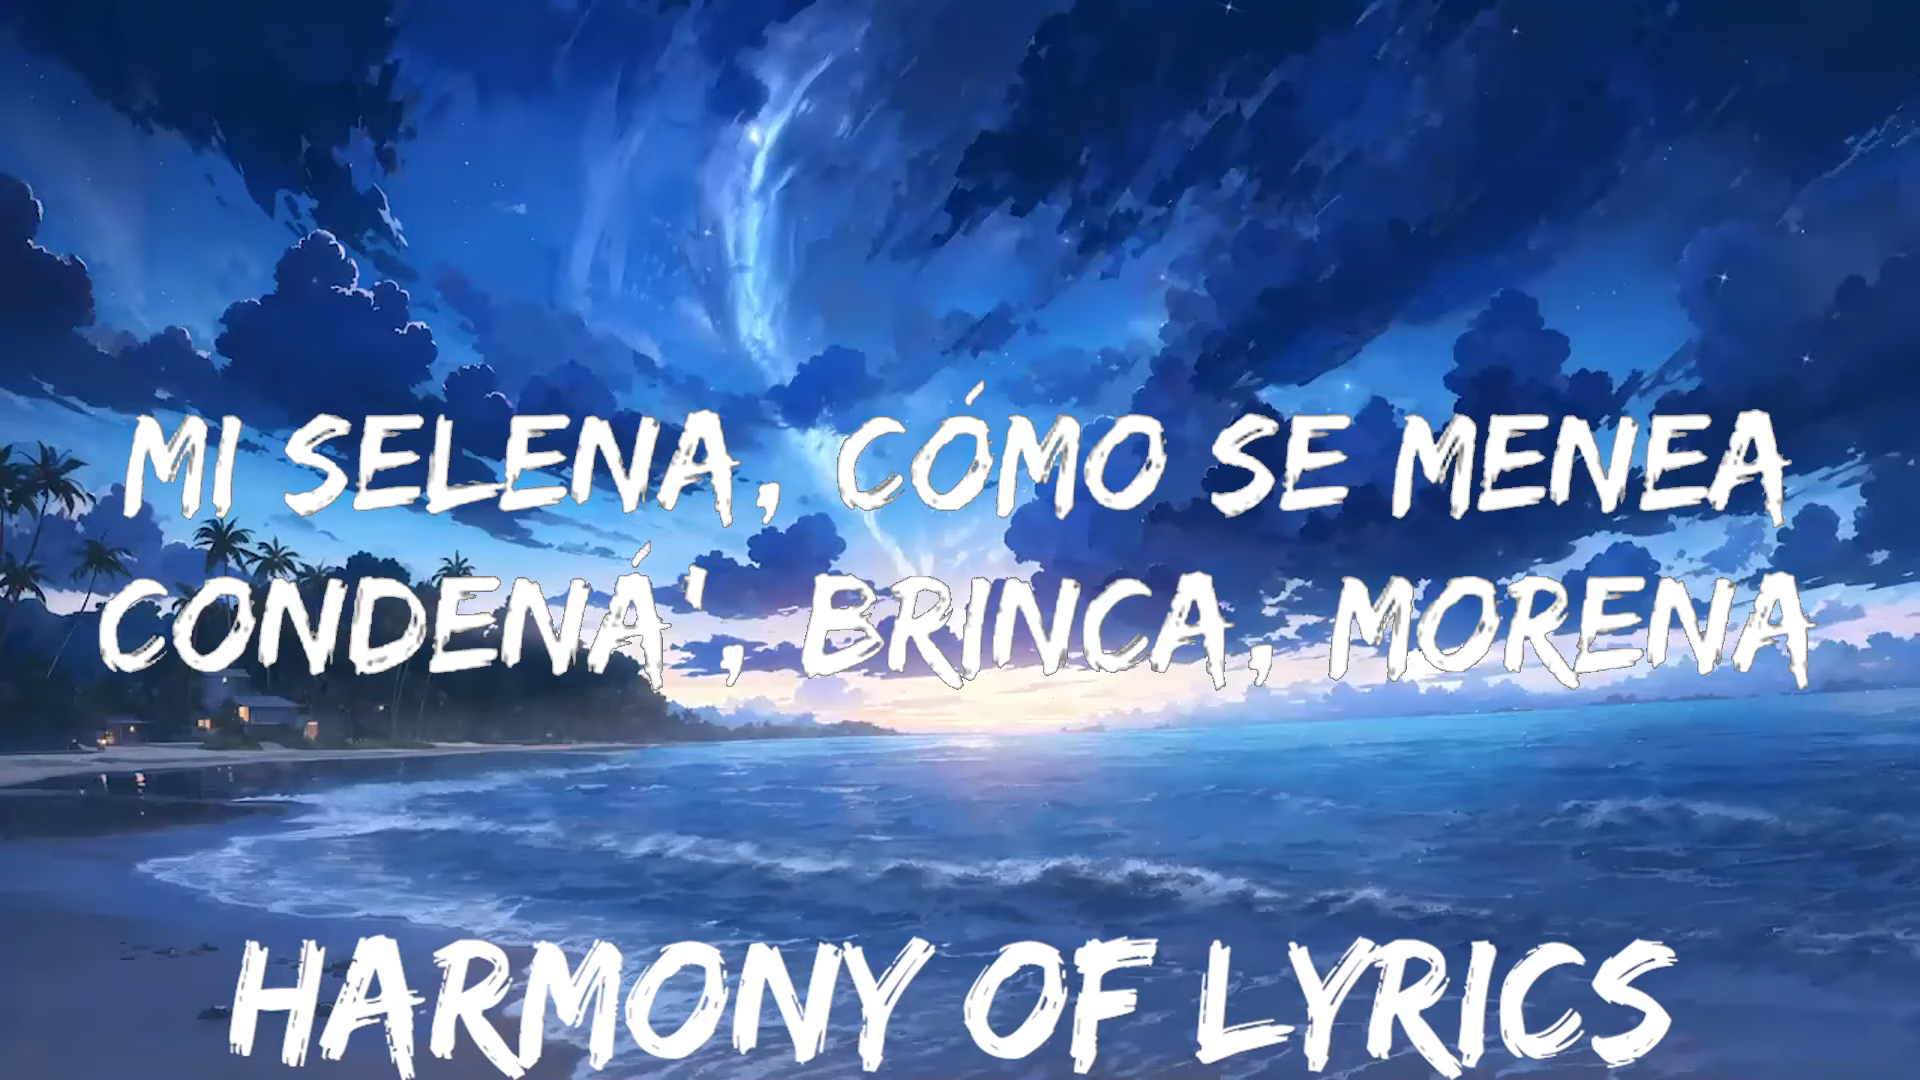 MI SELENA, CÓMO SE MENEA
CONDENÁ', BRINCA, MORENA
HARMONY OF LYRICS